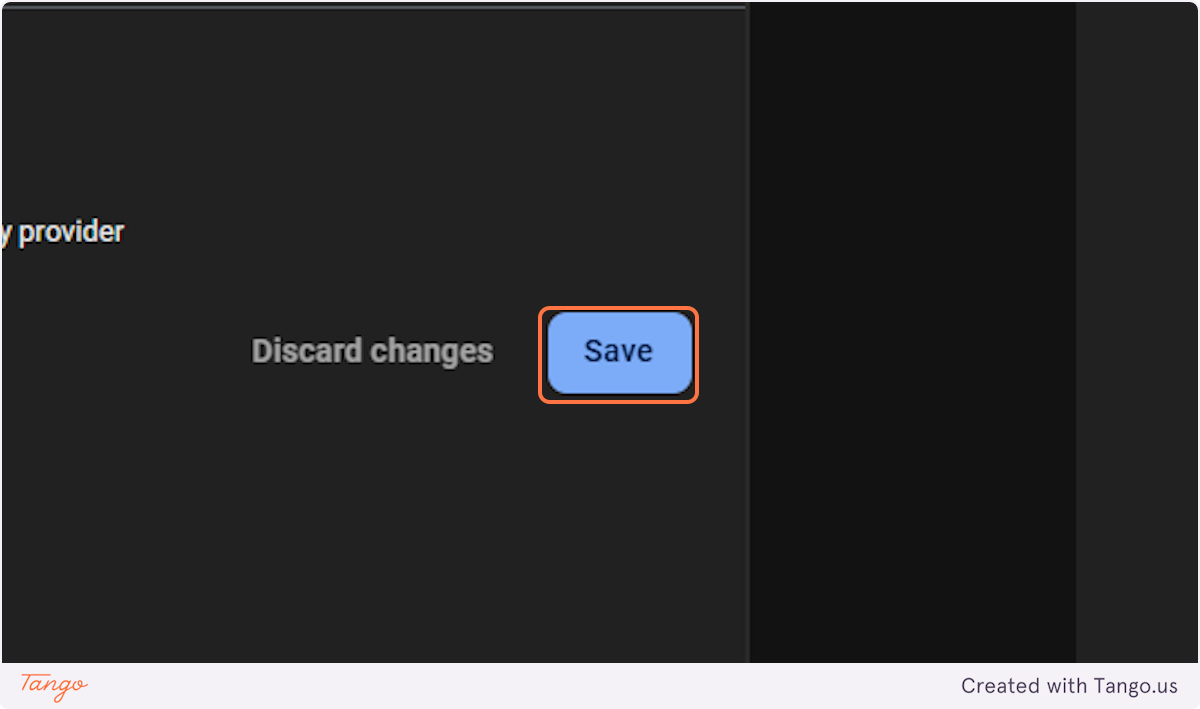 y provider
Discard changes
Save
Tango
Created with Tango.us